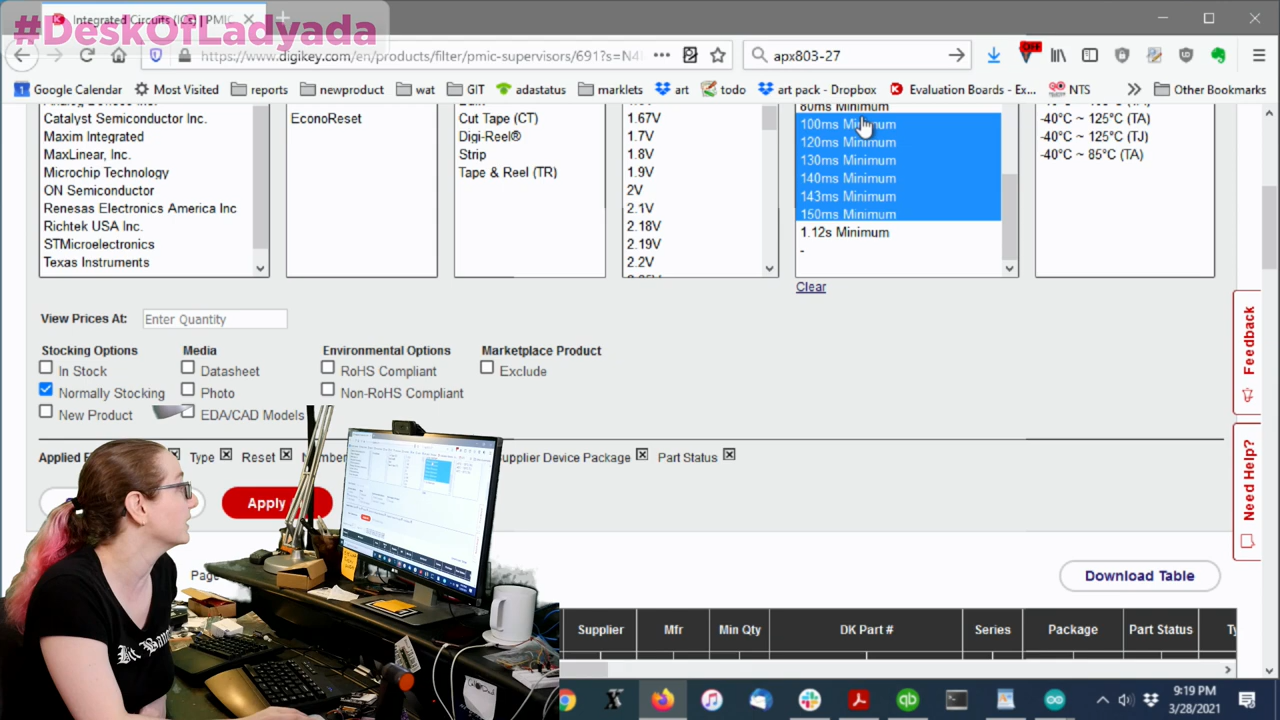 #DeskOfLadyada
Integrated Circuits (ICs) | PMIC
https://www.digikey.com/en/products/filter/pmic-supervisors/691?s=N4
apx803-27
OFF
Google Calendar
Most Visited
reports
newproduct
wat
GIT
adastatus
marklets
art
todo
art pack - Dropbox
Evaluation Boards - Ex...
NTS
Other Bookmarks
Catalyst Semiconductor Inc.
Maxim Integrated
MaxLinear, Inc.
Microchip Technology
ON Semiconductor
Renesas Electronics America Inc
Richtek USA Inc.
STMicroelectronics
Texas Instruments
EconoReset
Cut Tape (CT)
Digi-Reel®
Strip
Tape & Reel (TR)
1.67V
1.7V
1.8V
1.9V
2V
2.1V
2.18V
2.19V
2.2V
80ms Minimum
100ms Minimum
120ms Minimum
130ms Minimum
140ms Minimum
143ms Minimum
150ms Minimum
1.12s Minimum
-
Clear
-40°C ~ 125°C (TA)
-40°C ~ 125°C (TJ)
-40°C ~ 85°C (TA)
View Prices At:
Enter Quantity
Stocking Options
In Stock
Normally Stocking
New Product
Media
Datasheet
Photo
EDA/CAD Models
Environmental Options
RoHS Compliant
Non-RoHS Compliant
Marketplace Product
Exclude
Feedback
Need Help?
Applied
Type
Reset
Supplier Device Package
Part Status
Apply
Page
Download Table
Supplier
Mfr
Min Qty
DK Part #
Series
Package
Part Status
9:19 PM
3/28/2021